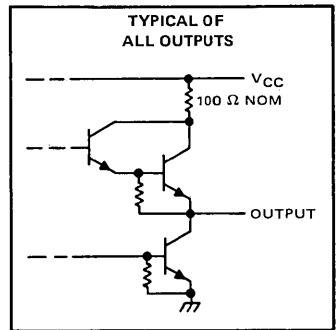 TYPICAL OF
ALL OUTPUTS
VCC
100 Ω NOM
OUTPUT